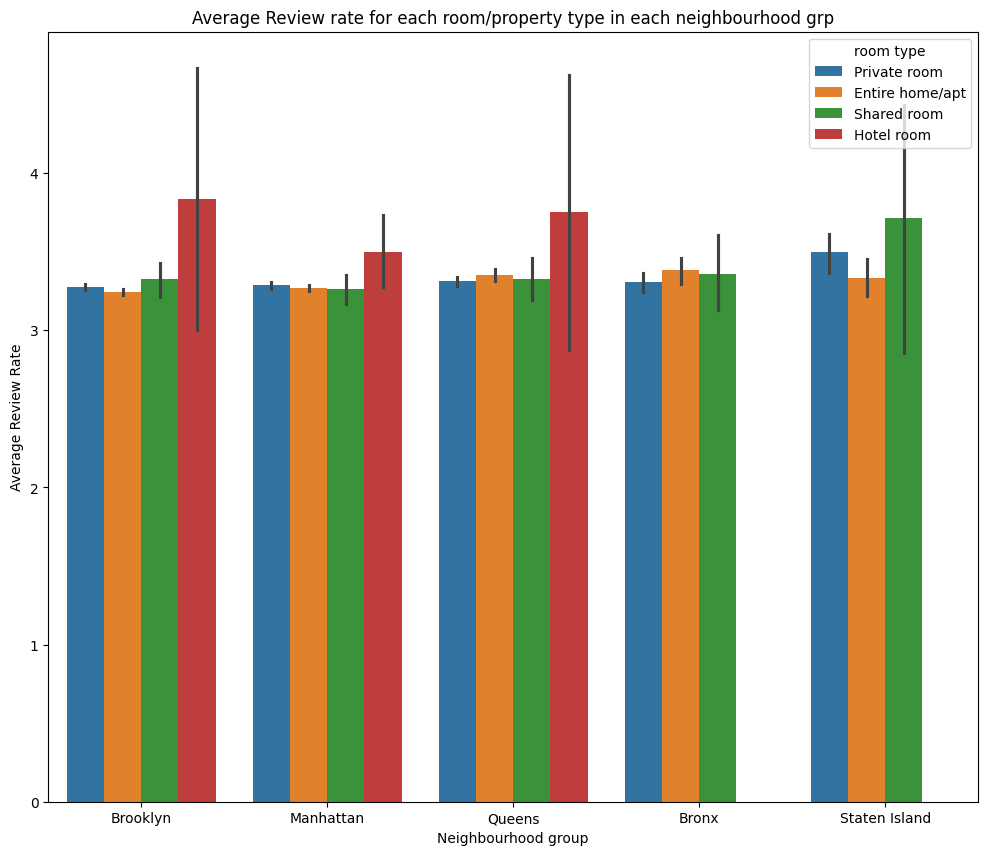 Average Review rate for each room/property type in each neighbourhood grp
room type
Private room
Entire home/apt
Shared room
Hotel room
Average Review Rate
4
3
2
1
0
Brooklyn
Manhattan
Queens
Bronx
Staten Island
Neighbourhood group